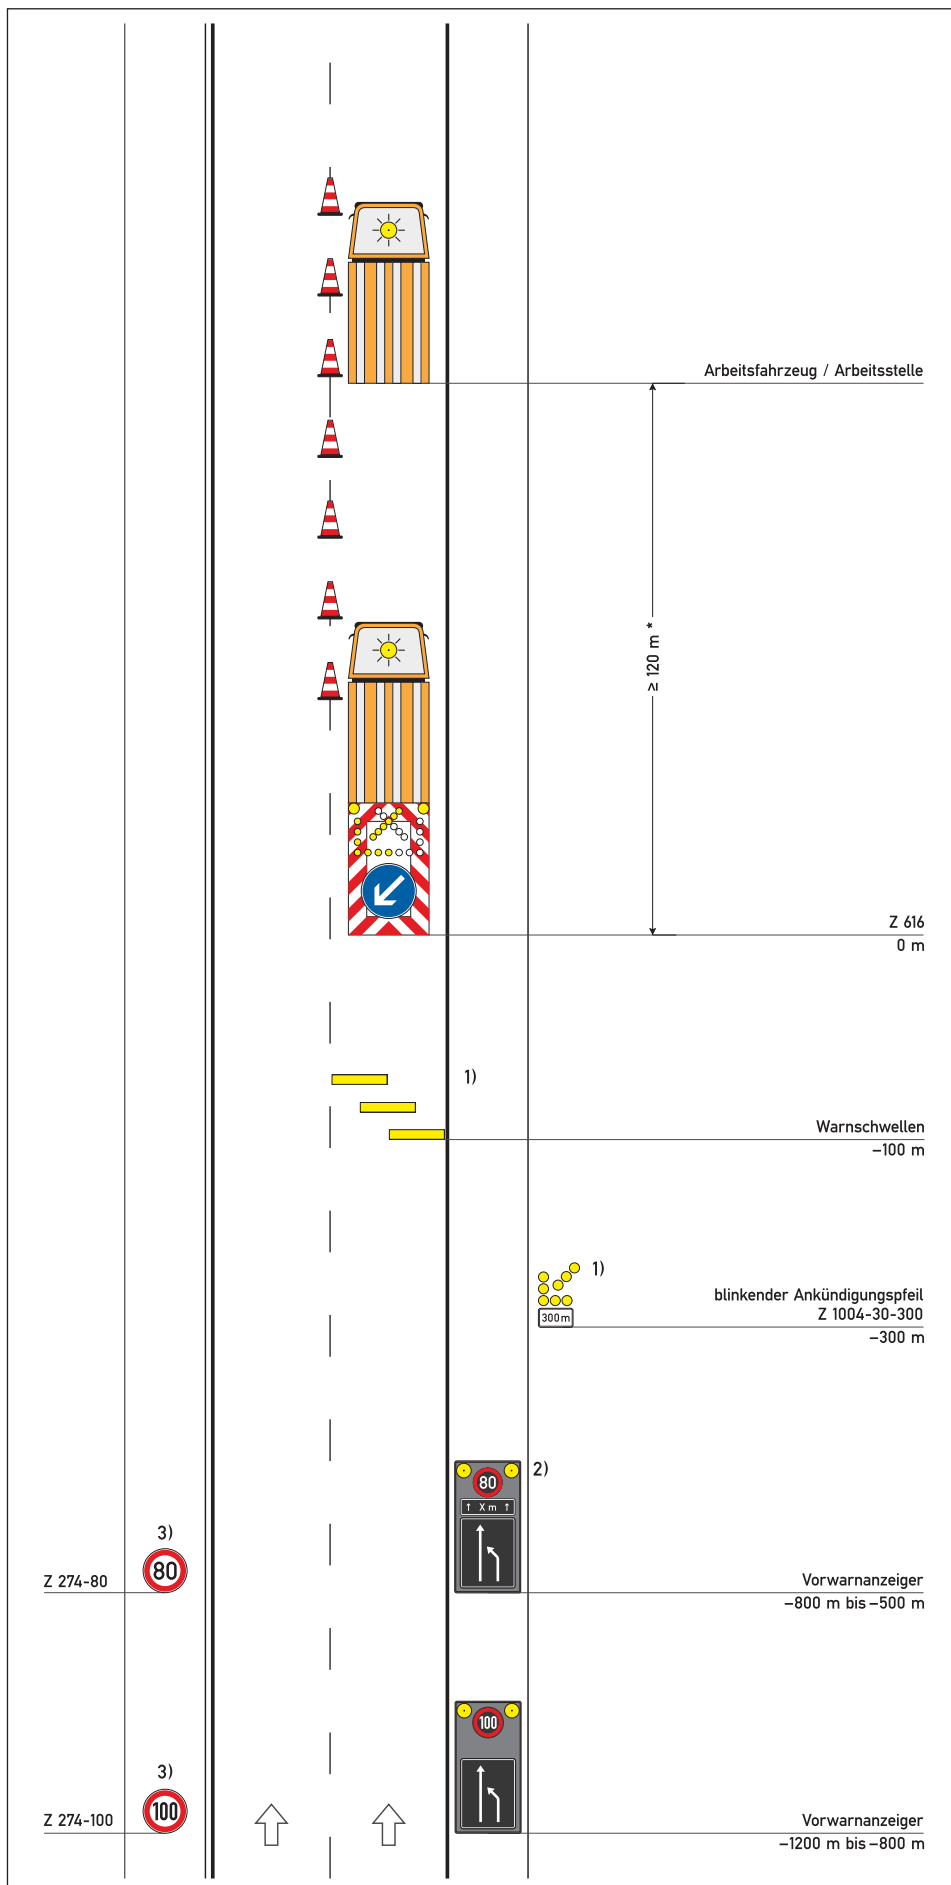 Arbeitsfahrzeug / Arbeitsstelle
≥ 120 m *
Z 616
0 m
1)
Warnschwellen
–100 m
1)
300 m
blinkender Ankündigungspfeil
Z 1004-30-300
–300 m
2)
80
↑ X m ↑
3)
80
Z 274-80
Vorwarnanzeiger
–800 m bis –500 m
100
3)
100
Z 274-100
Vorwarnanzeiger
–1200 m bis –800 m